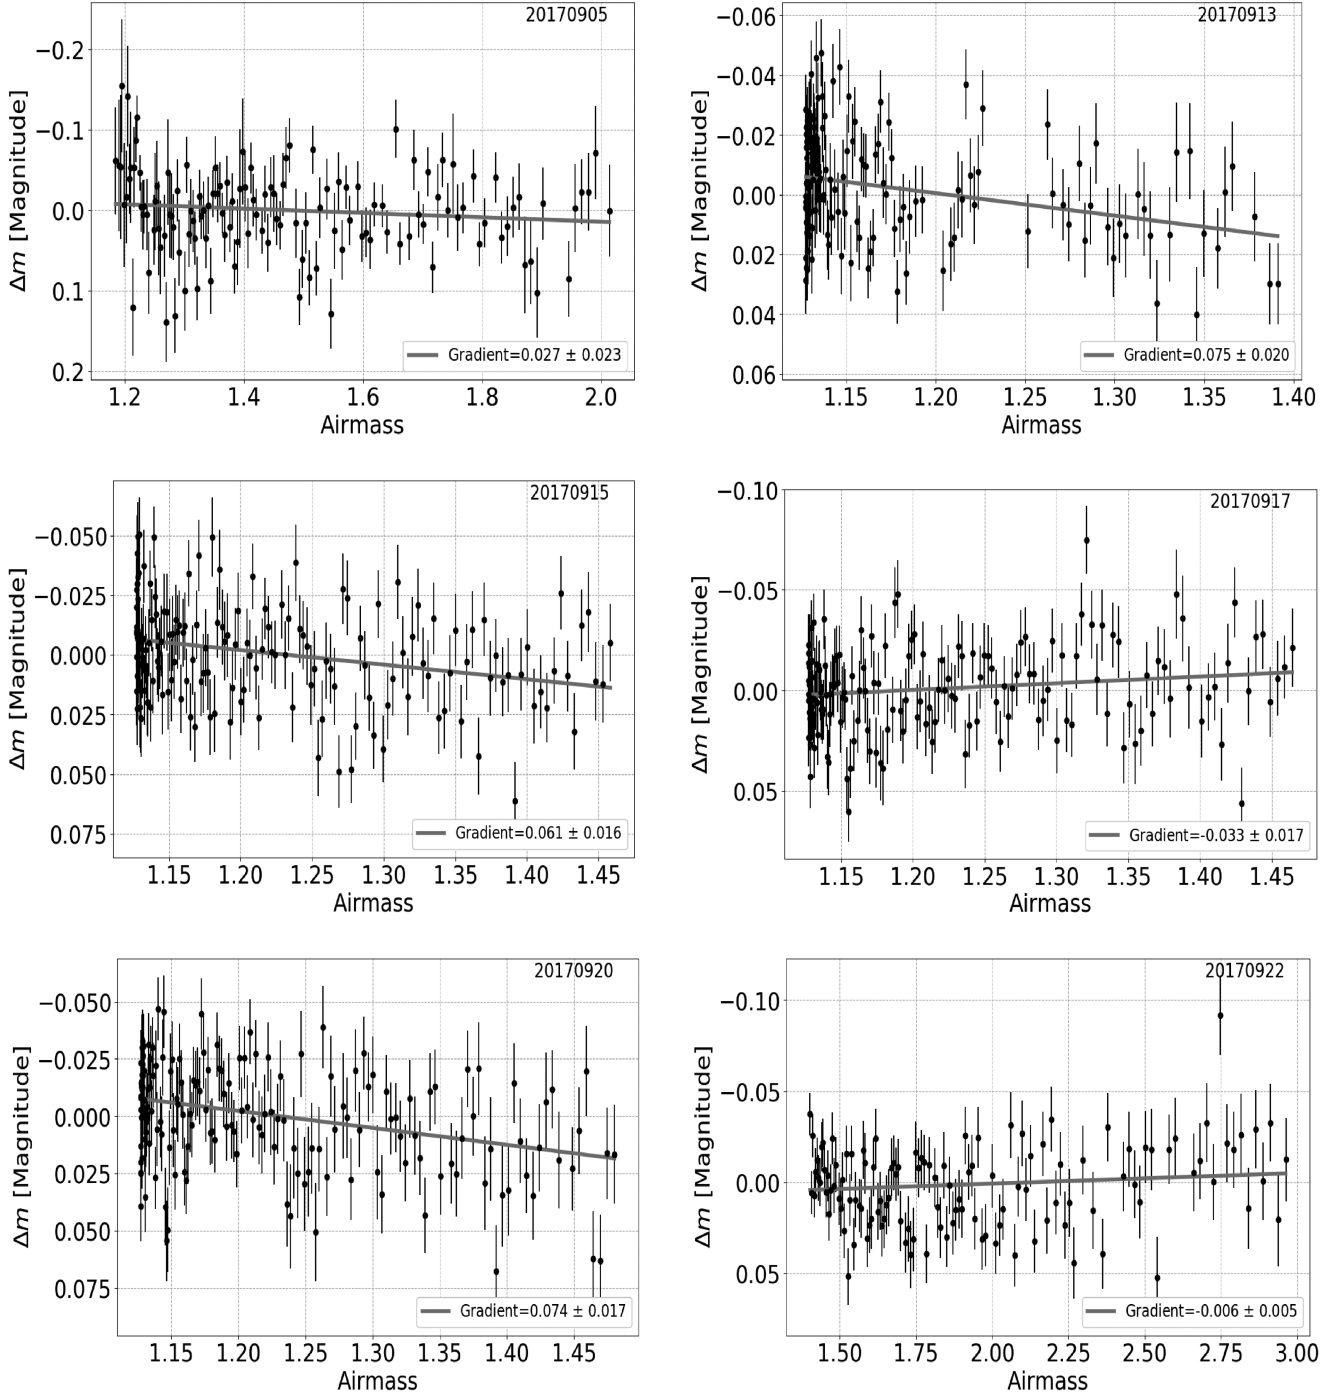 20170905
−0.2
−0.1
0.0
0.1
0.2
Δm [Magnitude]
Gradient=0.027 ± 0.023
1.2 1.4 1.6 1.8 2.0
Airmass
20170913
−0.06
−0.04
−0.02
0.00
0.02
0.04
0.06
Δm [Magnitude]
Gradient=0.075 ± 0.020
1.15 1.20 1.25 1.30 1.35 1.40
Airmass
20170915
−0.050
−0.025
0.000
0.025
0.050
0.075
Δm [Magnitude]
Gradient=0.061 ± 0.016
1.15 1.20 1.25 1.30 1.35 1.40 1.45
Airmass
20170917
−0.10
−0.05
0.00
0.05
Δm [Magnitude]
Gradient=-0.033 ± 0.017
1.15 1.20 1.25 1.30 1.35 1.40 1.45
Airmass
20170920
−0.050
−0.025
0.000
0.025
0.050
0.075
Δm [Magnitude]
Gradient=0.074 ± 0.017
1.15 1.20 1.25 1.30 1.35 1.40 1.45
Airmass
20170922
−0.10
−0.05
0.00
0.05
Δm [Magnitude]
Gradient=-0.006 ± 0.005
1.50 1.75 2.00 2.25 2.50 2.75 3.00
Airmass